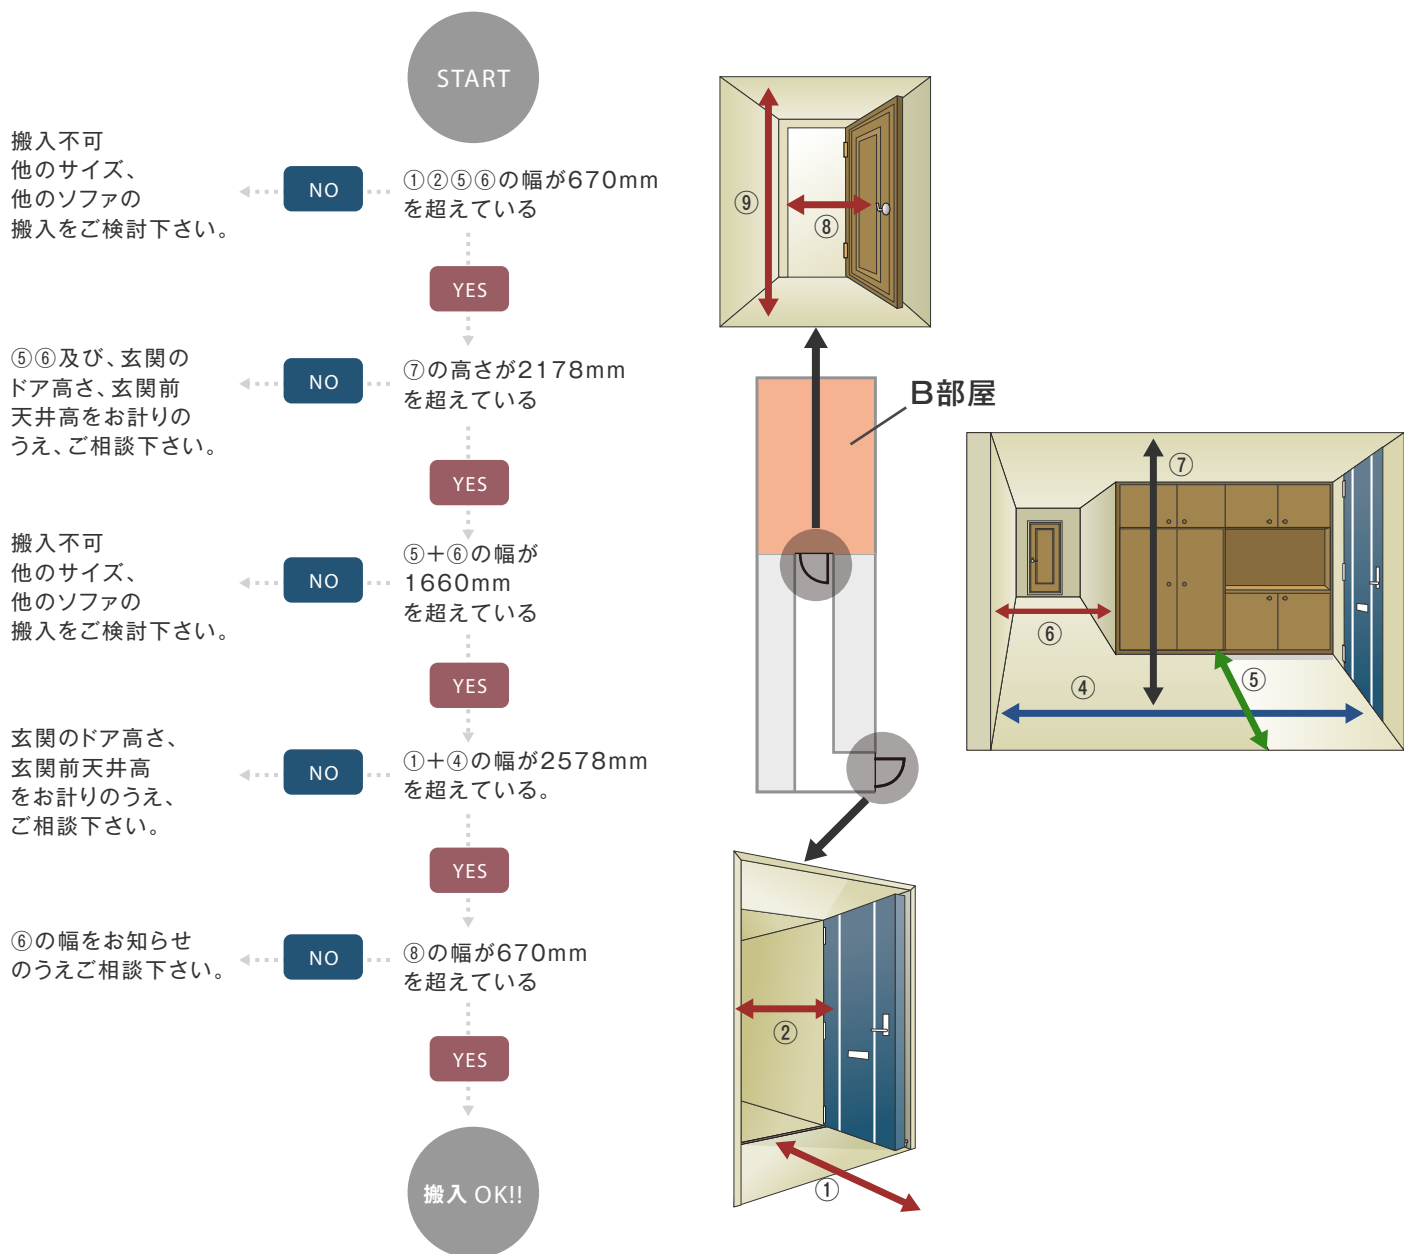 START
①②⑤⑥の幅が670mm
を超えている
NO
搬入不可
他のサイズ、
他のソファの
搬入をご検討下さい。
YES
⑦の高さが2178mm
を超えている
NO
⑤⑥及び、玄関の
ドア高さ、玄関前
天井高をお計りの
うえ、ご相談下さい。
YES
⑤＋⑥の幅が
1660mm
を超えている
NO
搬入不可
他のサイズ、
他のソファの
搬入をご検討下さい。
YES
①＋④の幅が2578mm
を超えている。
NO
玄関のドア高さ、
玄関前天井高
をお計りのうえ、
ご相談下さい。
YES
⑧の幅が670mm
を超えている
NO
⑥の幅をお知らせ
のうえご相談下さい。
YES
搬入 OK!!
⑨
⑧
B部屋
⑦
⑥
④
⑤
②
①